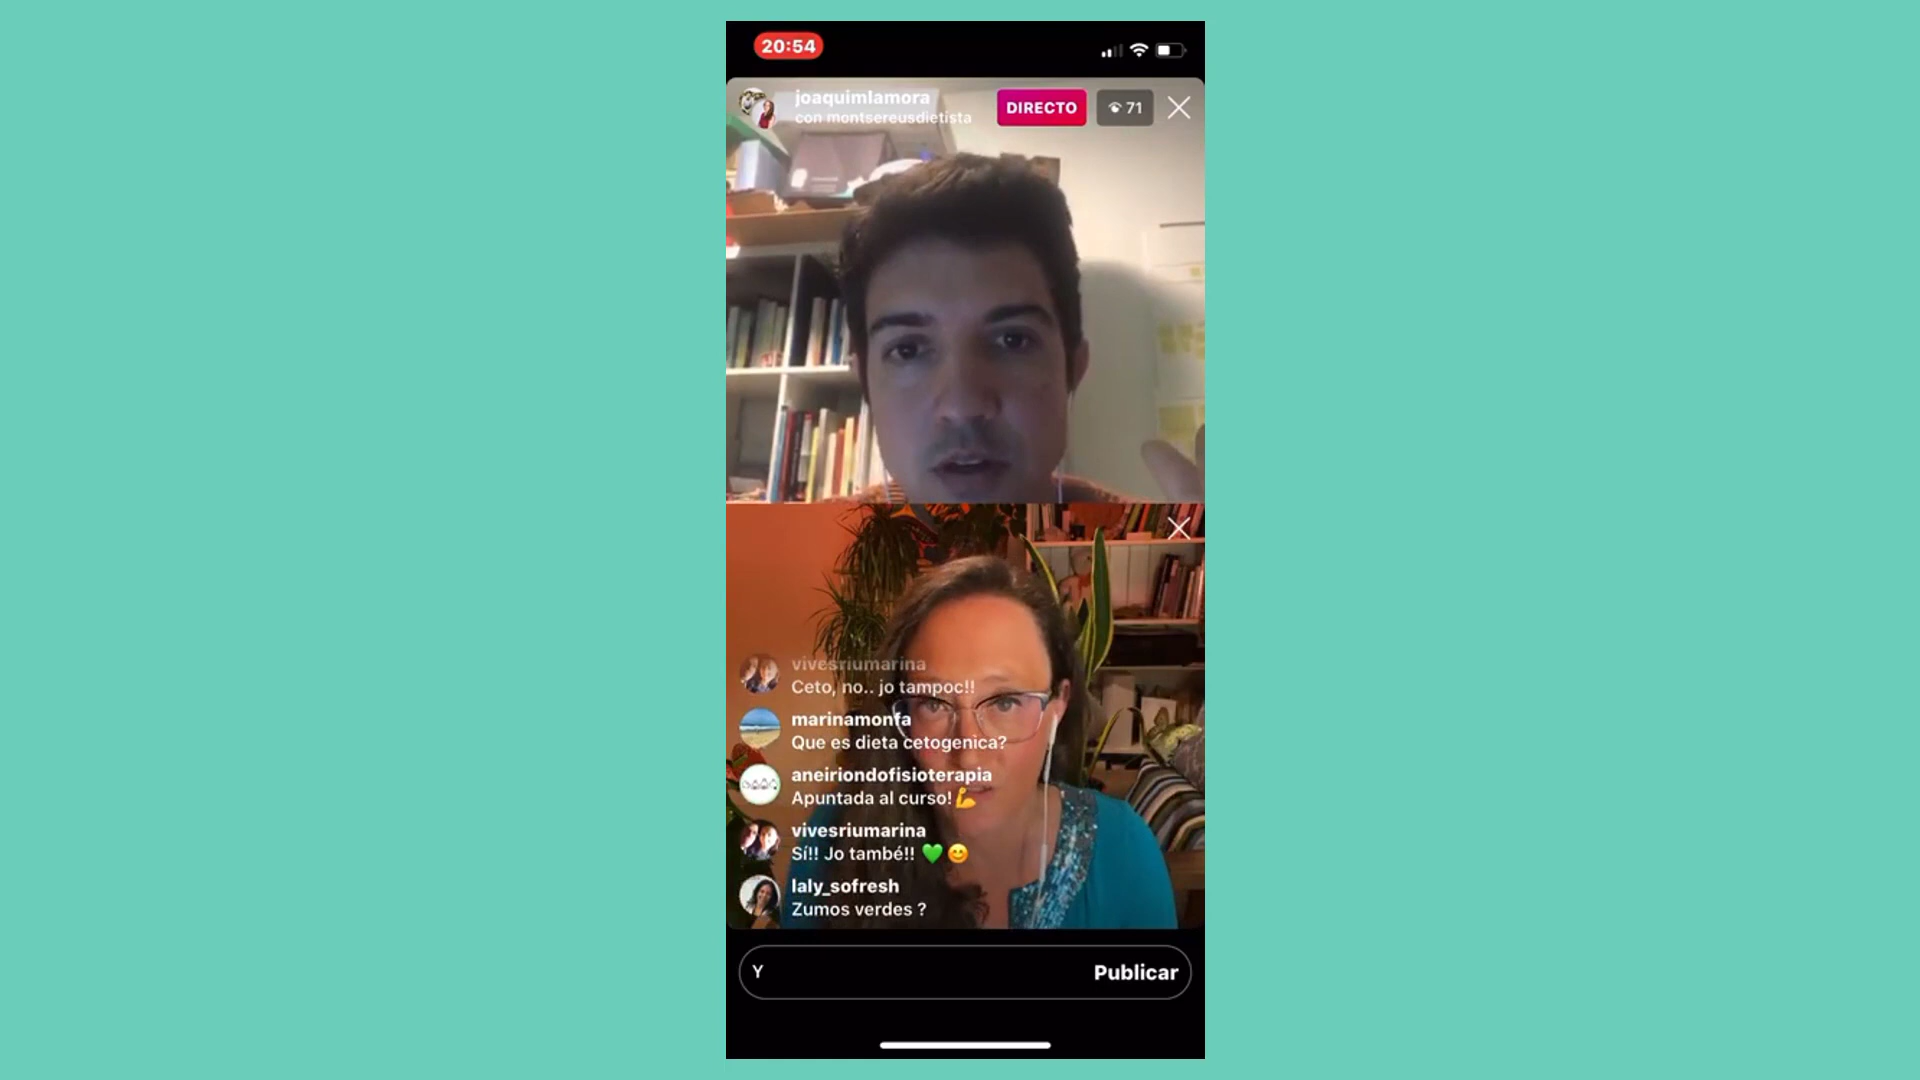 20:54
joaquimlamora
con montsereusdietista
DIRECTO
71
vivesriumarina
Ceto, no.. jo tampoc!!
marinamonfa
Que es dieta cetogenica?
aneiriondofisioterapia
Apuntada al curso!💪
vivesriumarina
Sí!! Jo també!! 💚 😊
laly_sofresh
Zumos verdes ?
Y
Publicar